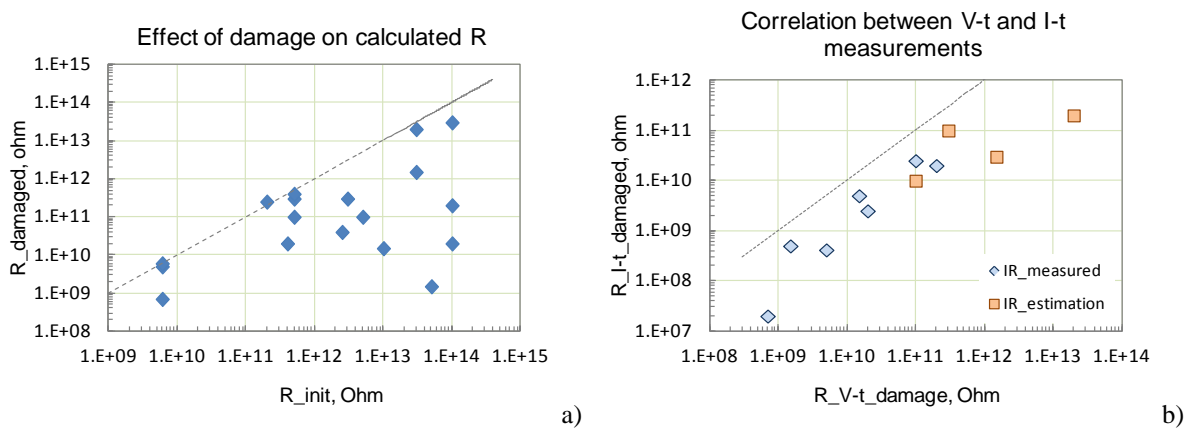 Effect of damage on calculated R
1.E+15
1.E+14
1.E+13
1.E+12
1.E+11
1.E+10
1.E+09
1.E+08
R_damaged, ohm
1.E+09 1.E+10 1.E+11 1.E+12 1.E+13 1.E+14 1.E+15
R_init, Ohm
a)
Correlation between V-t and I-t
measurements
1.E+12
1.E+11
1.E+10
1.E+09
1.E+08
1.E+07
R_I-t_damaged, ohm
IR_measured
IR_estimation
1.E+08 1.E+09 1.E+10 1.E+11 1.E+12 1.E+13 1.E+14
R_V-t_damage, Ohm
b)